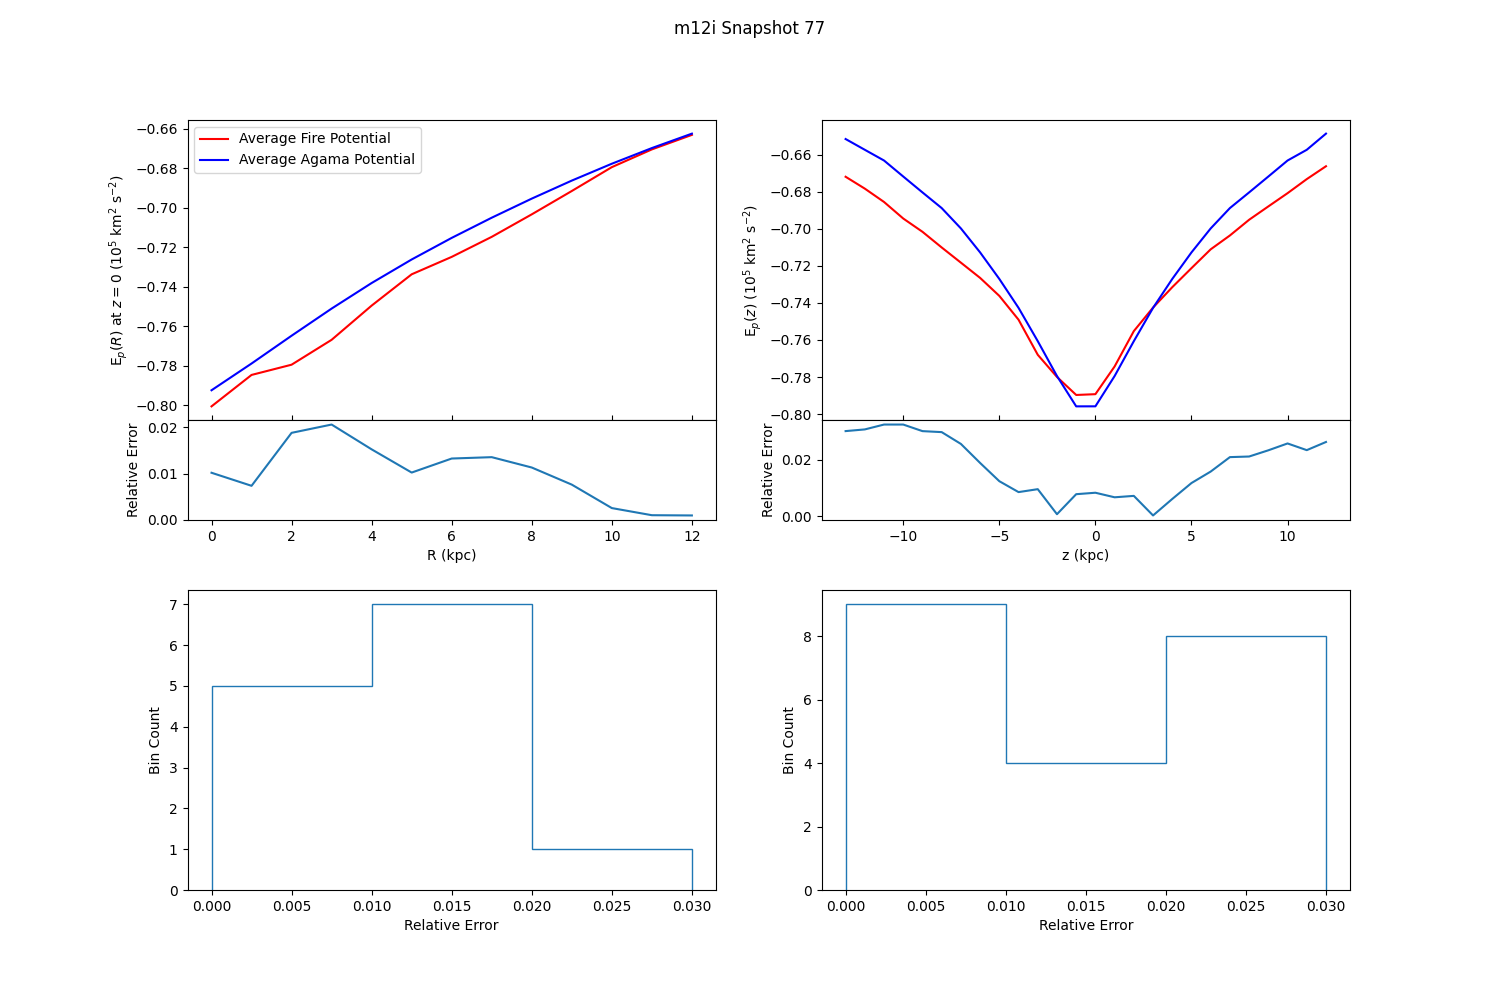 m12i Snapshot 77
−0.66
−0.68
−0.70
−0.72
−0.74
−0.76
−0.78
−0.80
E_p(R) at z = 0 (10^5 km^2 s^−2)
Average Fire Potential
Average Agama Potential
0.02
0.01
0.00
Relative Error
0 2 4 6 8 10 12
R (kpc)
−0.66
−0.68
−0.70
−0.72
−0.74
−0.76
−0.78
−0.80
E_p(z) (10^5 km^2 s^−2)
0.02
0.00
Relative Error
−10 −5 0 5 10
z (kpc)
7
6
5
4
3
2
1
0
Bin Count
0.000 0.005 0.010 0.015 0.020 0.025 0.030
Relative Error
8
6
4
2
0
Bin Count
0.000 0.005 0.010 0.015 0.020 0.025 0.030
Relative Error